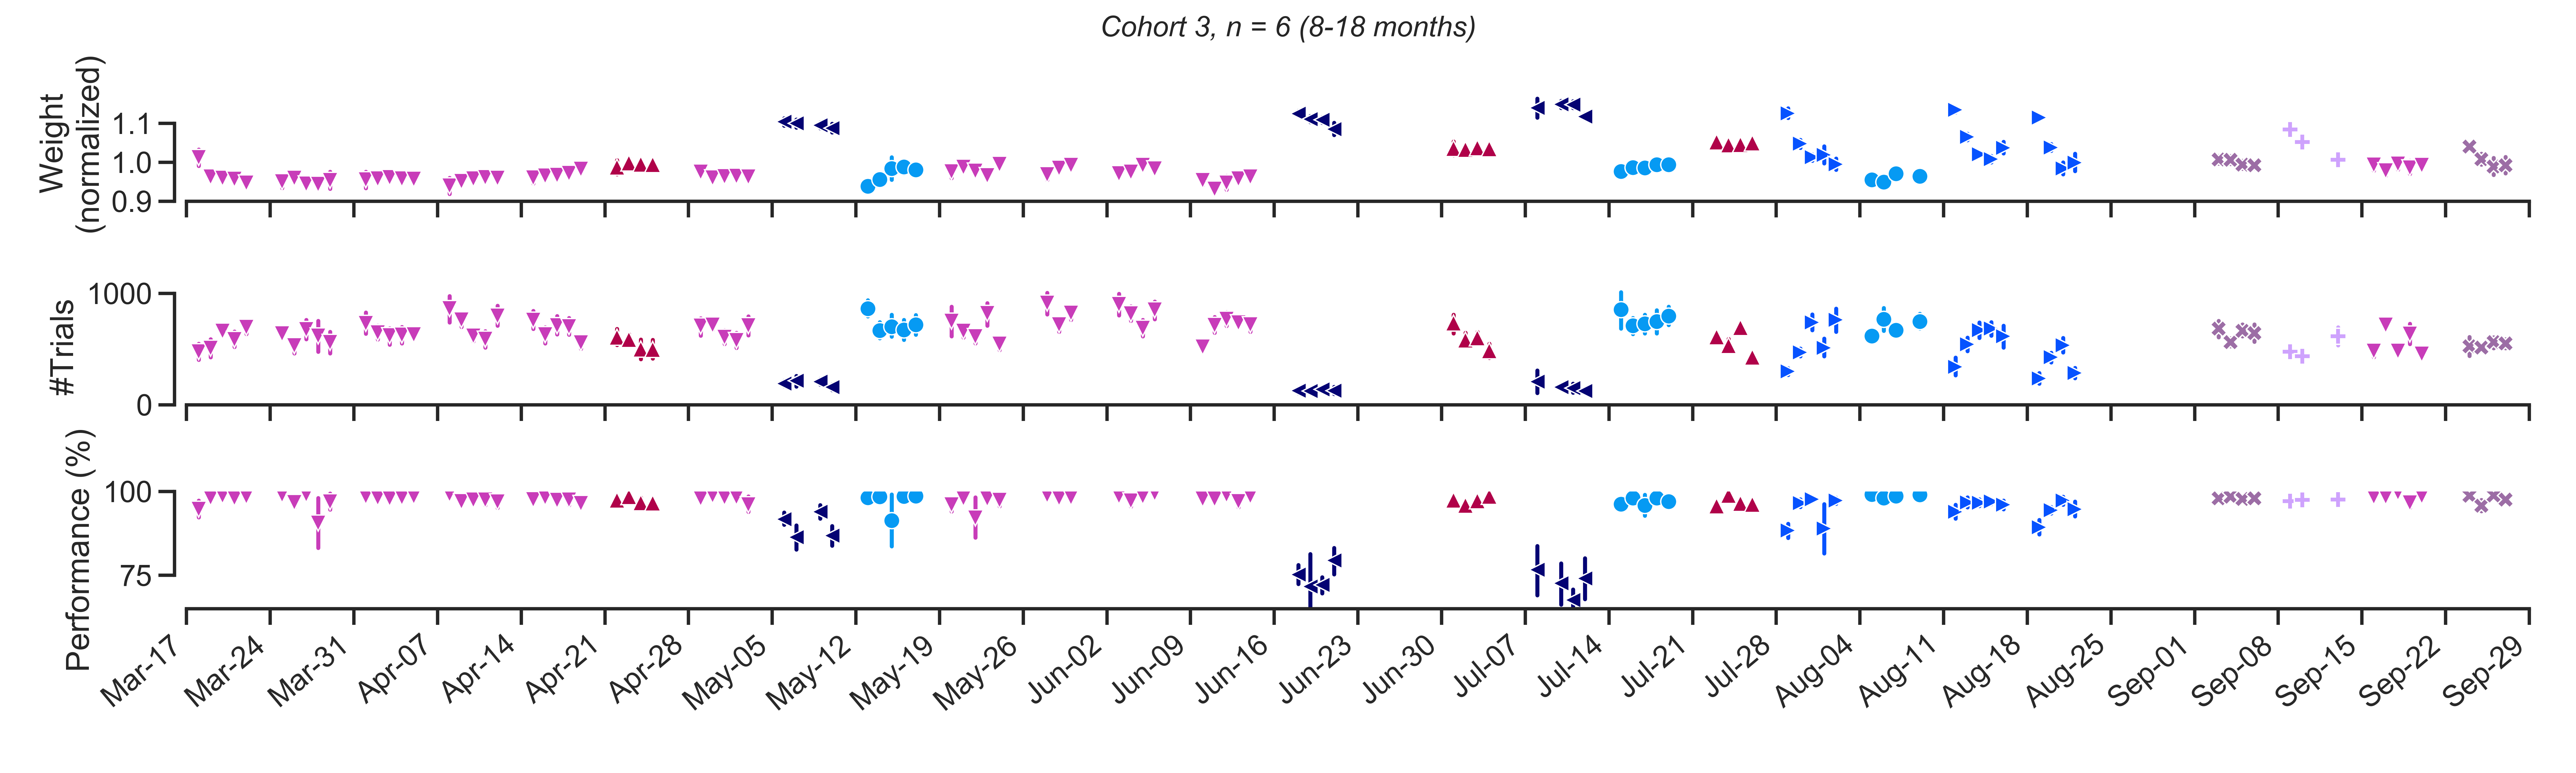 Cohort 3, n = 6 (8-18 months)
Weight
(normalized)
1.1
1.0
0.9
#Trials
1000
0
Performance (%)
100
75
Mar-17
Mar-24
Mar-31
Apr-07
Apr-14
Apr-21
Apr-28
May-05
May-12
May-19
May-26
Jun-02
Jun-09
Jun-16
Jun-23
Jun-30
Jul-07
Jul-14
Jul-21
Jul-28
Aug-04
Aug-11
Aug-18
Aug-25
Sep-01
Sep-08
Sep-15
Sep-22
Sep-29